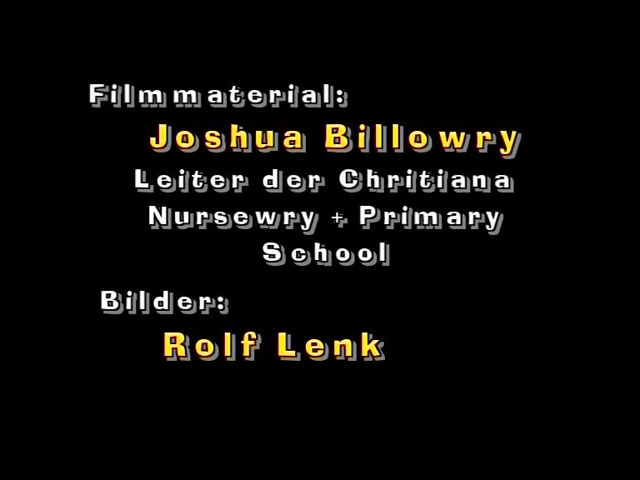 Filmmaterial:
Joshua Billowry
Leiter der Chritiana
Nursewry + Primary
School
Bilder:
Rolf Lenk